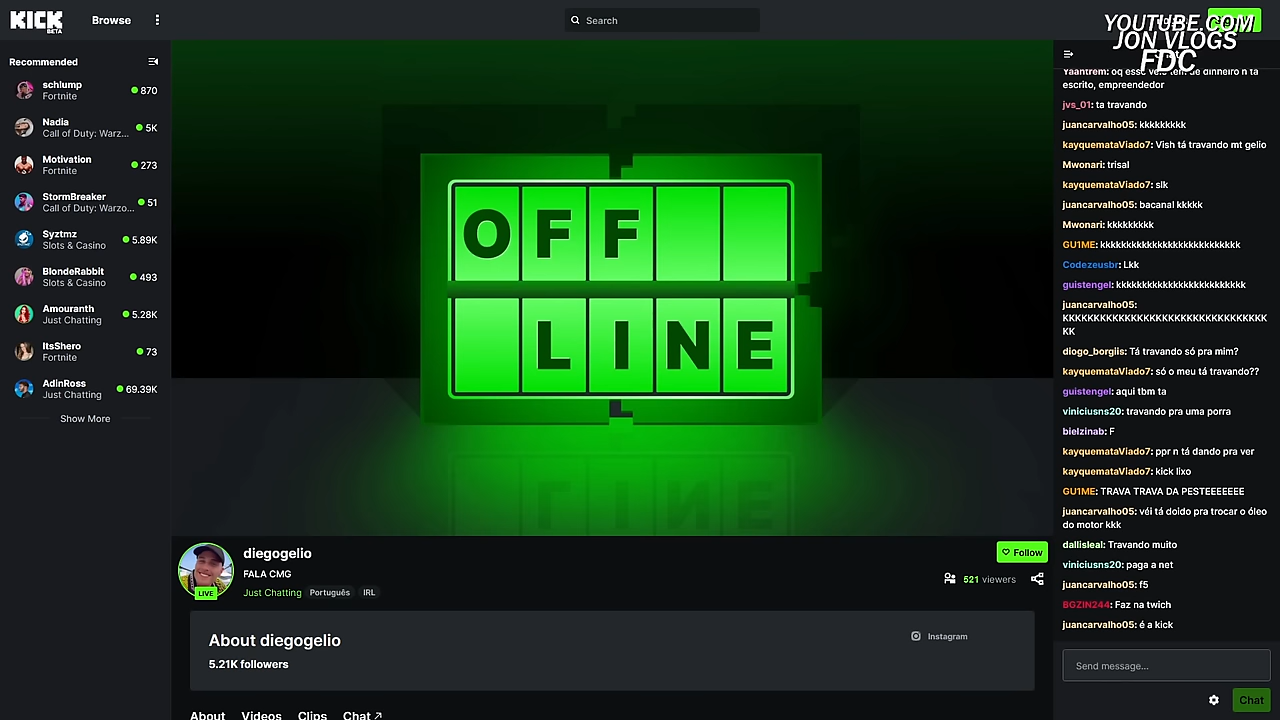 KICK
BETA
Browse
Search
YOUTUBE.COM
JON VLOGS
FDC
Recommended
schlump
Fortnite
870
Nadia
Call of Duty: Warz...
5K
Motivation
Fortnite
273
StormBreaker
Call of Duty: Warzo...
51
Syztmz
Slots & Casino
5.89K
BlondeRabbit
Slots & Casino
493
Amouranth
Just Chatting
5.28K
ItsShero
Fortnite
73
AdinRoss
Just Chatting
69.39K
Show More
OFF
LINE
diegogelio
FALA CMG
LIVE
Just Chatting Português IRL
Follow
521 viewers
About diegogelio
5.21K followers
Instagram
About Videos Clips Chat
escrito, empreendedor
jvs_01: ta travando
juancarvalho05: kkkkkkkkk
kayquemataViado7: Vish tá travando mt gelio
Mwonari: trisal
kayquemataViado7: slk
juancarvalho05: bacanal kkkkk
Mwonari: kkkkkkkkk
GU1ME: kkkkkkkkkkkkkkkkkkkkkkkkkkk
Codezeusbr: Lkk
guistengel: kkkkkkkkkkkkkkkkkkkkkkkkk
juancarvalho05:
KKKKKKKKKKKKKKKKKKKKKKKKKKKKKKKKK
KK
diogo_borgiis: Tá travando só pra mim?
kayquemataViado7: só o meu tá travando??
guistengel: aqui tbm ta
viniciusns20: travando pra uma porra
bielzinab: F
kayquemataViado7: ppr n tá dando pra ver
kayquemataViado7: kick lixo
GU1ME: TRAVA TRAVA DA PESTEEEEEE
juancarvalho05: véi tá doido pra trocar o óleo
do motor kkk
dallisleal: Travando muito
viniciusns20: paga a net
juancarvalho05: f5
BGZIN244: Faz na twich
juancarvalho05: é a kick
Send message...
Chat